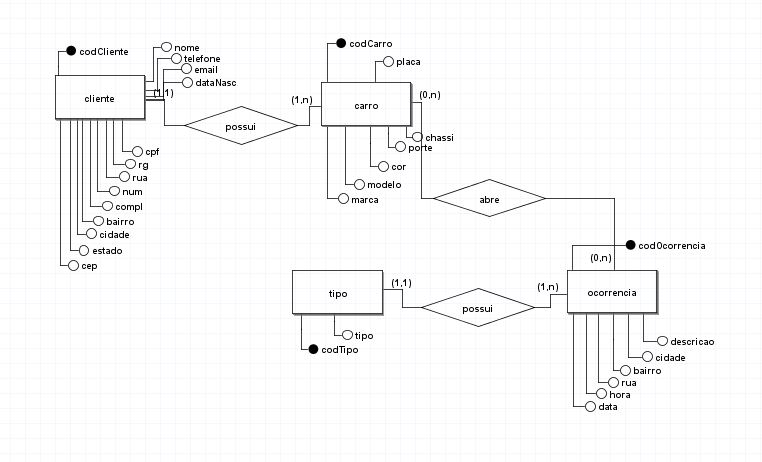 codCliente
nome
telefone
email
dataNasc
cliente
(1,1)
possui
(1,n)
codCarro
placa
carro
(0,n)
chassi
porte
cor
modelo
marca
cpf
rg
rua
num
compl
bairro
cidade
estado
cep
abre
codOcorrencia
(0,n)
tipo
(1,1)
possui
(1,n)
ocorrencia
tipo
codTipo
descricao
cidade
bairro
rua
hora
data